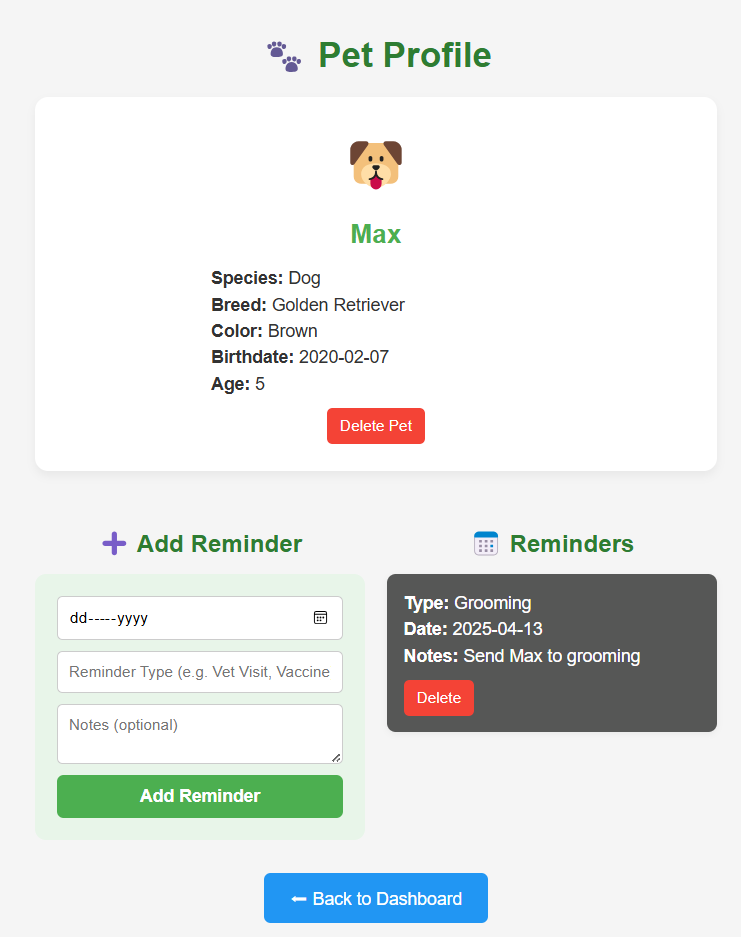 Pet Profile
Max
Species: Dog
Breed: Golden Retriever
Color: Brown
Birthdate: 2020-02-07
Age: 5
Delete Pet
Add Reminder
dd-----yyyy
Reminder Type (e.g. Vet Visit, Vaccine
Notes (optional)
Add Reminder
Reminders
Type: Grooming
Date: 2025-04-13
Notes: Send Max to grooming
Delete
← Back to Dashboard